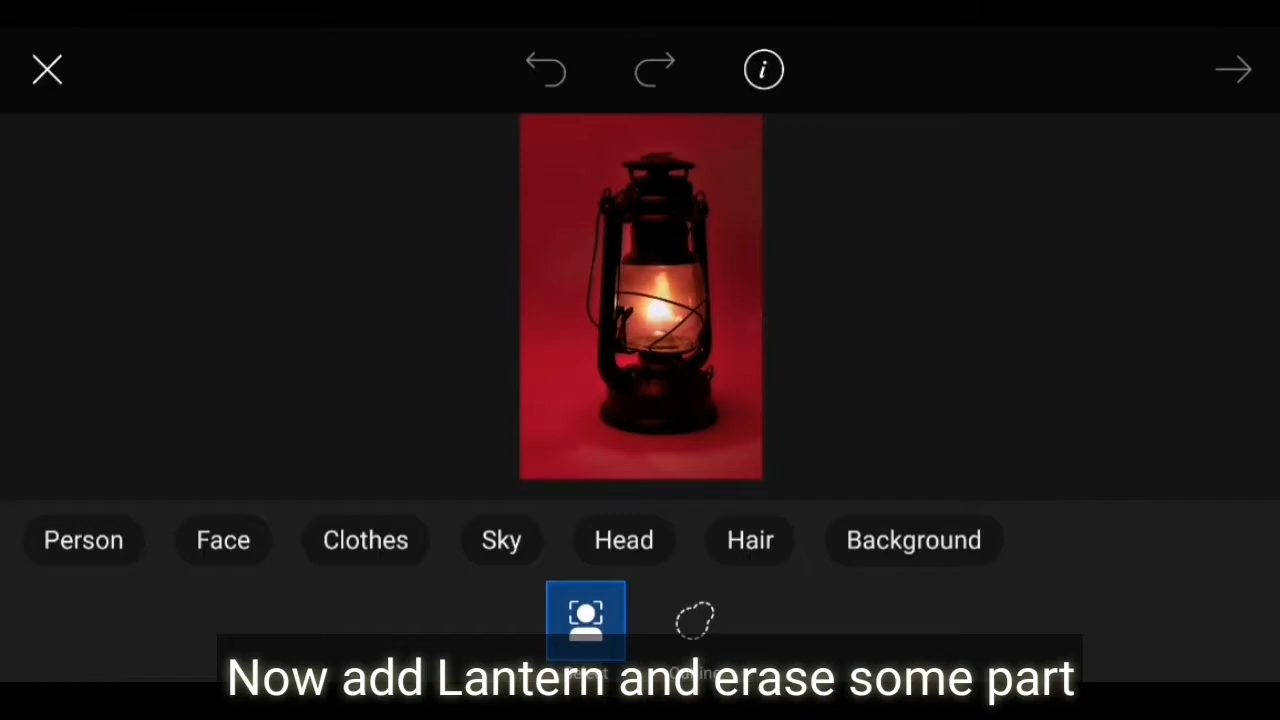 i
Person Face Clothes Sky Head Hair Background
Now add Lantern and erase some part